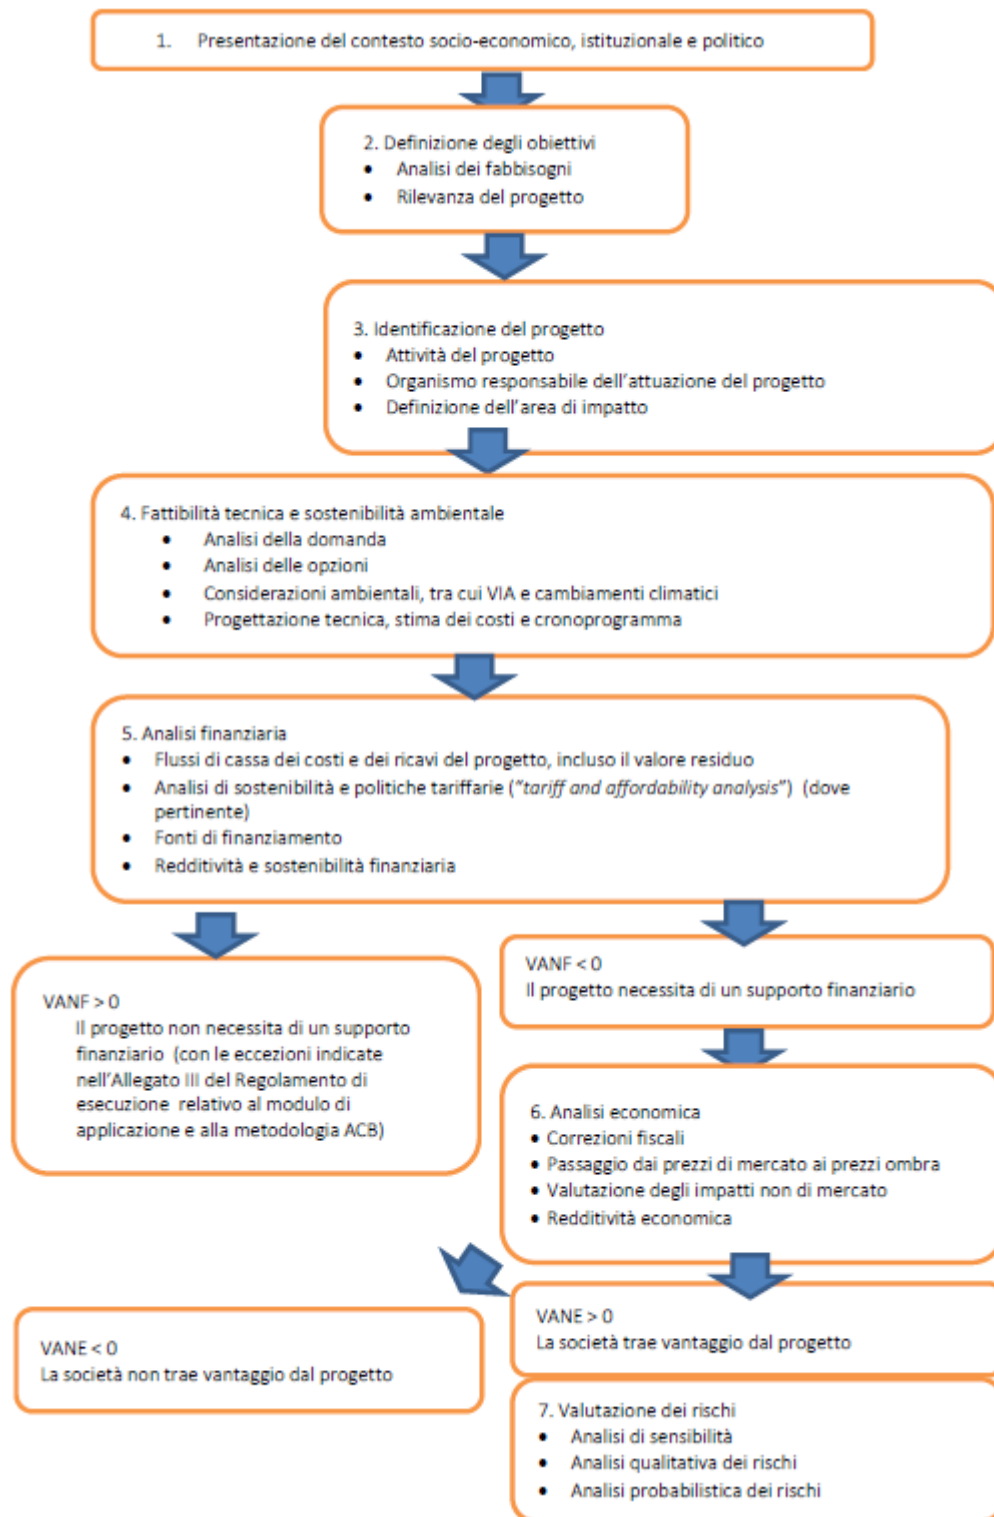 1. Presentazione del contesto socio-economico, istituzionale e politico
2. Definizione degli obiettivi
• Analisi dei fabbisogni
• Rilevanza del progetto
3. Identificazione del progetto
• Attività del progetto
• Organismo responsabile dell'attuazione del progetto
• Definizione dell'area di impatto
4. Fattibilità tecnica e sostenibilità ambientale
• Analisi della domanda
• Analisi delle opzioni
• Considerazioni ambientali, tra cui VIA e cambiamenti climatici
• Progettazione tecnica, stima dei costi e cronoprogramma
5. Analisi finanziaria
• Flussi di cassa dei costi e dei ricavi del progetto, incluso il valore residuo
• Analisi di sostenibilità e politiche tariffarie ("tariff and affordability analysis") (dove
pertinente)
• Fonti di finanziamento
• Redditività e sostenibilità finanziaria
VANF > 0
Il progetto non necessita di un supporto
finanziario (con le eccezioni indicate
nell'Allegato III del Regolamento di
esecuzione relativo al modulo di
applicazione e alla metodologia ACB)
VANF < 0
Il progetto necessita di un supporto finanziario
6. Analisi economica
• Correzioni fiscali
• Passaggio dai prezzi di mercato ai prezzi ombra
• Valutazione degli impatti non di mercato
• Redditività economica
VANE < 0
La società non trae vantaggio dal progetto
VANE > 0
La società trae vantaggio dal progetto
7. Valutazione dei rischi
• Analisi di sensibilità
• Analisi qualitativa dei rischi
• Analisi probabilistica dei rischi